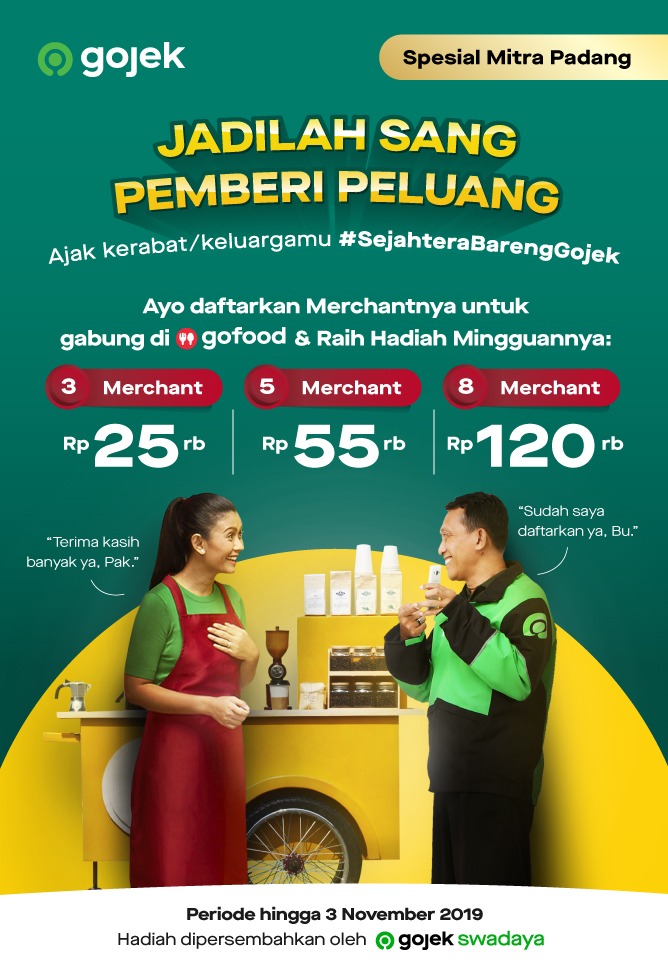 gojek
Spesial Mitra Padang
JADILAH SANG
PEMBERI PELUANG
Ajak kerabat/keluargamu #SejahteraBarengGojek
Ayo daftarkan Merchantnya untuk
gabung di gofood & Raih Hadiah Mingguannya:
3 Merchant
5 Merchant
8 Merchant
Rp 25 rb
Rp 55 rb
Rp 120 rb
"Terima kasih
banyak ya, Pak."
"Sudah saya
daftarkan ya, Bu."
Periode hingga 3 November 2019
Hadiah dipersembahkan oleh gojek swadaya